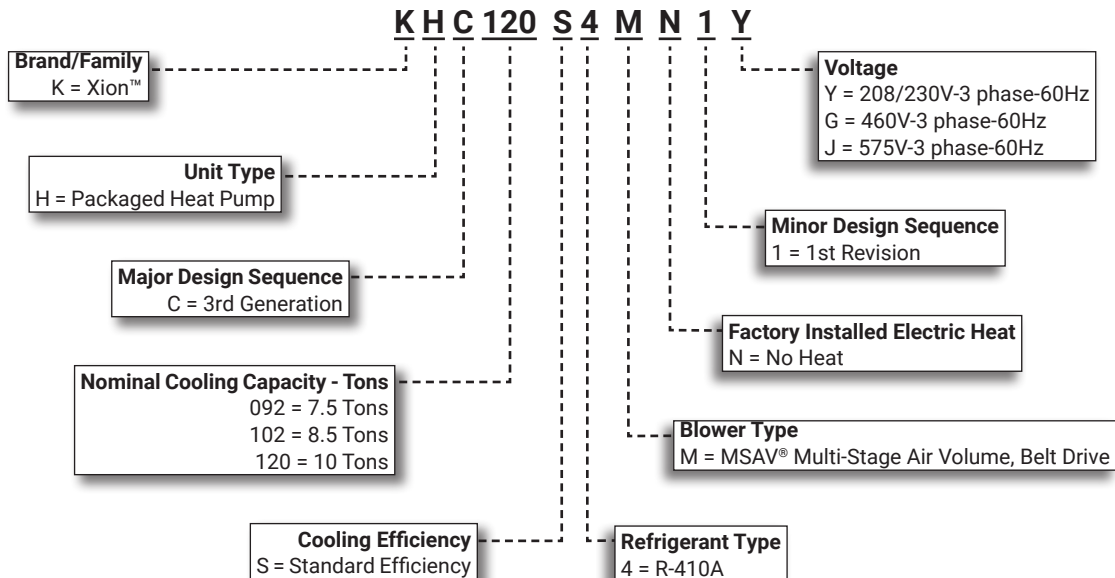 K H C 120 S 4 M N 1 Y
Brand/Family
K = Xion™
Unit Type
H = Packaged Heat Pump
Major Design Sequence
C = 3rd Generation
Nominal Cooling Capacity - Tons
092 = 7.5 Tons
102 = 8.5 Tons
120 = 10 Tons
Cooling Efficiency
S = Standard Efficiency
Voltage
Y = 208/230V-3 phase-60Hz
G = 460V-3 phase-60Hz
J = 575V-3 phase-60Hz
Minor Design Sequence
1 = 1st Revision
Factory Installed Electric Heat
N = No Heat
Blower Type
M = MSAV® Multi-Stage Air Volume, Belt Drive
Refrigerant Type
4 = R-410A